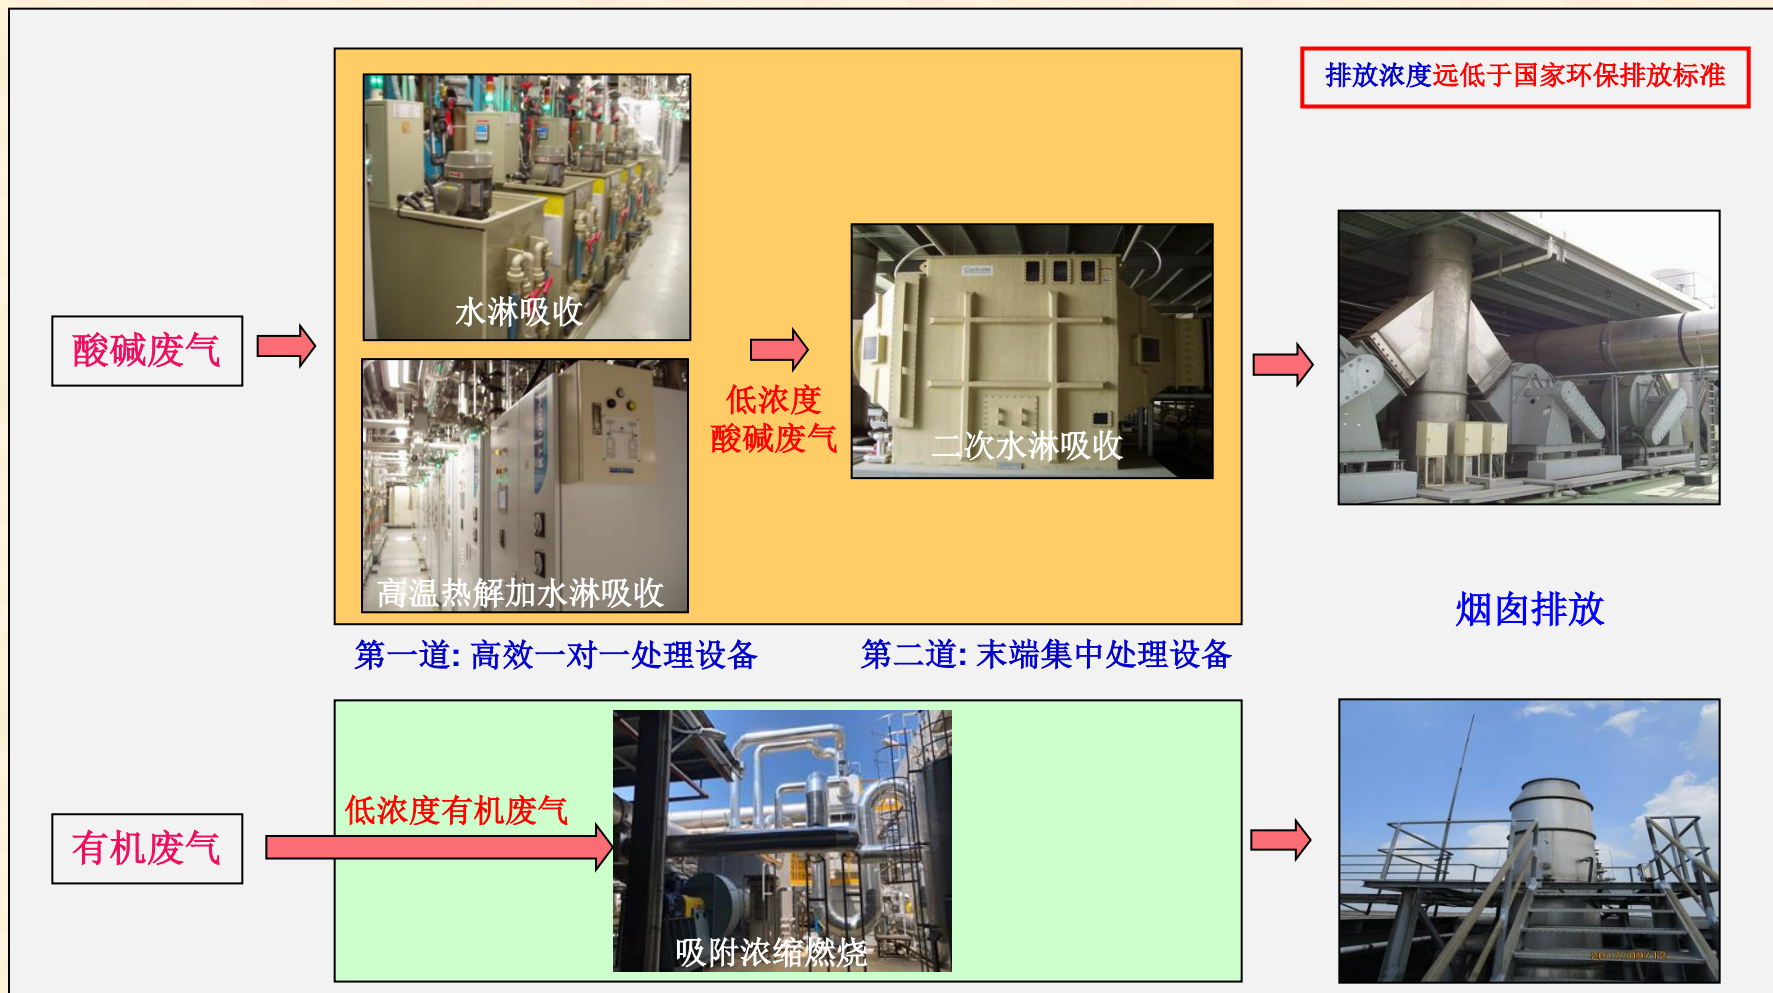 排放浓度远低于国家环保排放标准
水淋吸收
酸碱废气
低浓度
酸碱废气
二次水淋吸收
高温热解加水淋吸收
烟囱排放
第一道: 高效一对一处理设备
第二道: 末端集中处理设备
低浓度有机废气
有机废气
吸附浓缩燃烧
2017/09/12